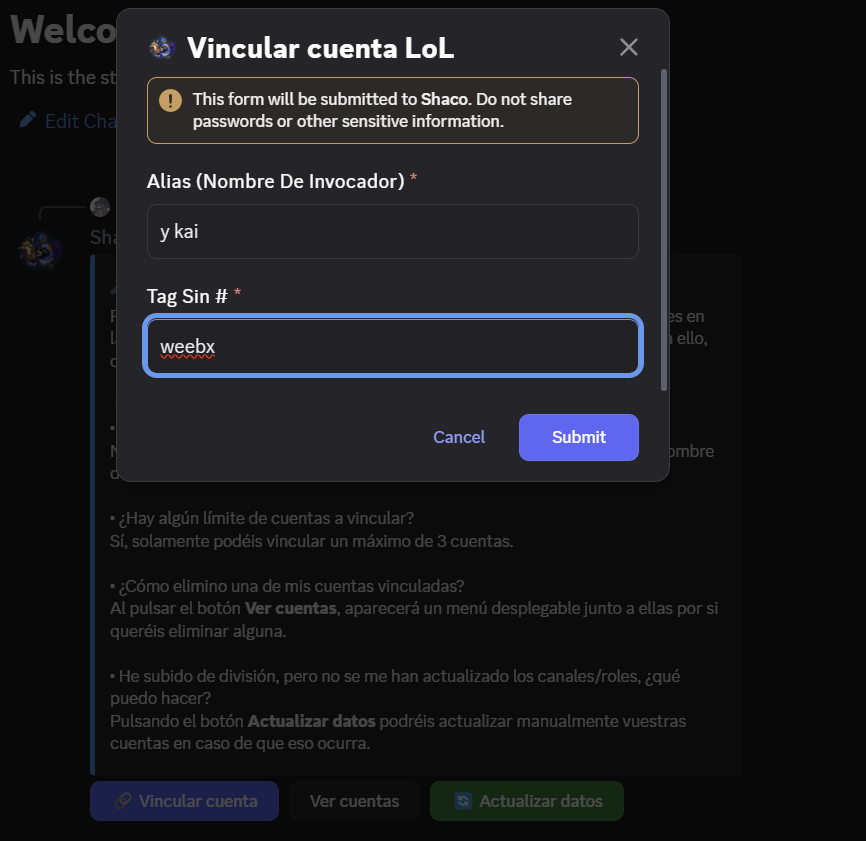 Welco
This is the st
Edit Cha
Vincular cuenta LoL
This form will be submitted to Shaco. Do not share
passwords or other sensitive information.
Alias (Nombre De Invocador) *
y kai
Tag Sin # *
weebx
Cancel
Submit
Sha
es en
ello,
ombre
• ¿Hay algún límite de cuentas a vincular?
Sí, solamente podéis vincular un máximo de 3 cuentas.
• ¿Cómo elimino una de mis cuentas vinculadas?
Al pulsar el botón Ver cuentas, aparecerá un menú desplegable junto a ellas por si
queréis eliminar alguna.
• He subido de división, pero no se me han actualizado los canales/roles, ¿qué
puedo hacer?
Pulsando el botón Actualizar datos podréis actualizar manualmente vuestras
cuentas en caso de que eso ocurra.
Vincular cuenta
Ver cuentas
Actualizar datos